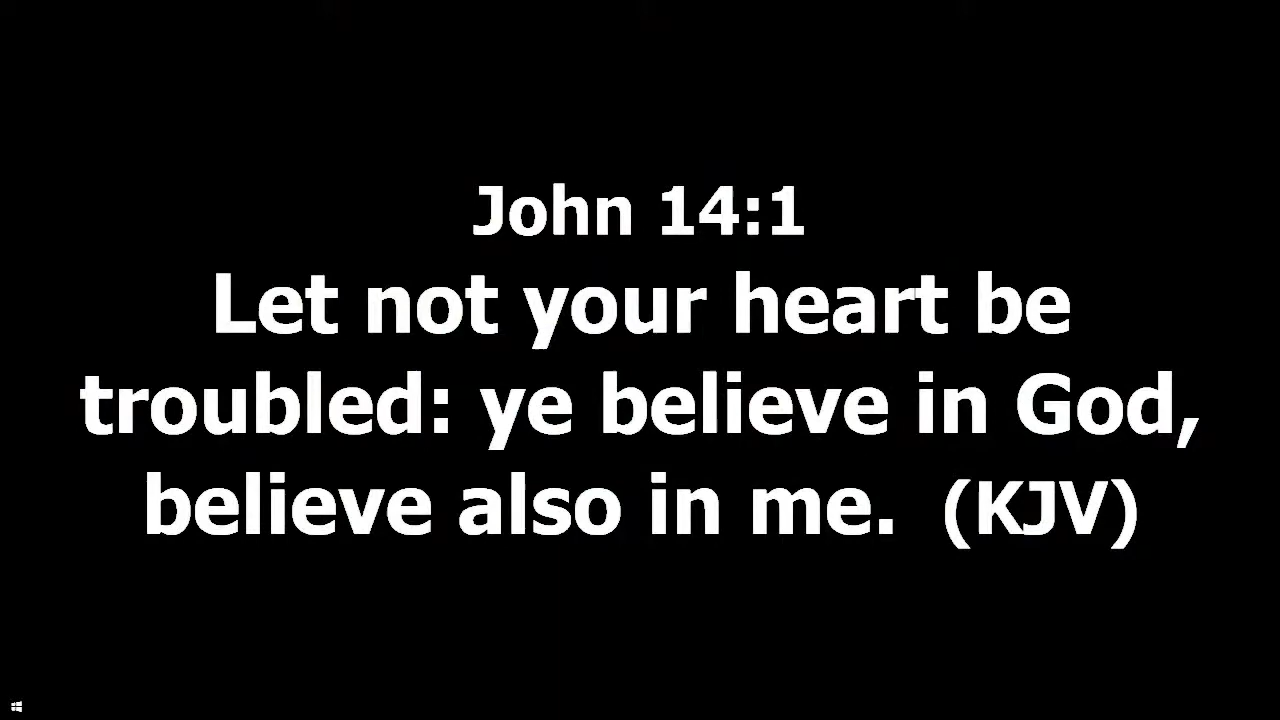 John 14:1
Let not your heart be
troubled: ye believe in God,
believe also in me.  (KJV)